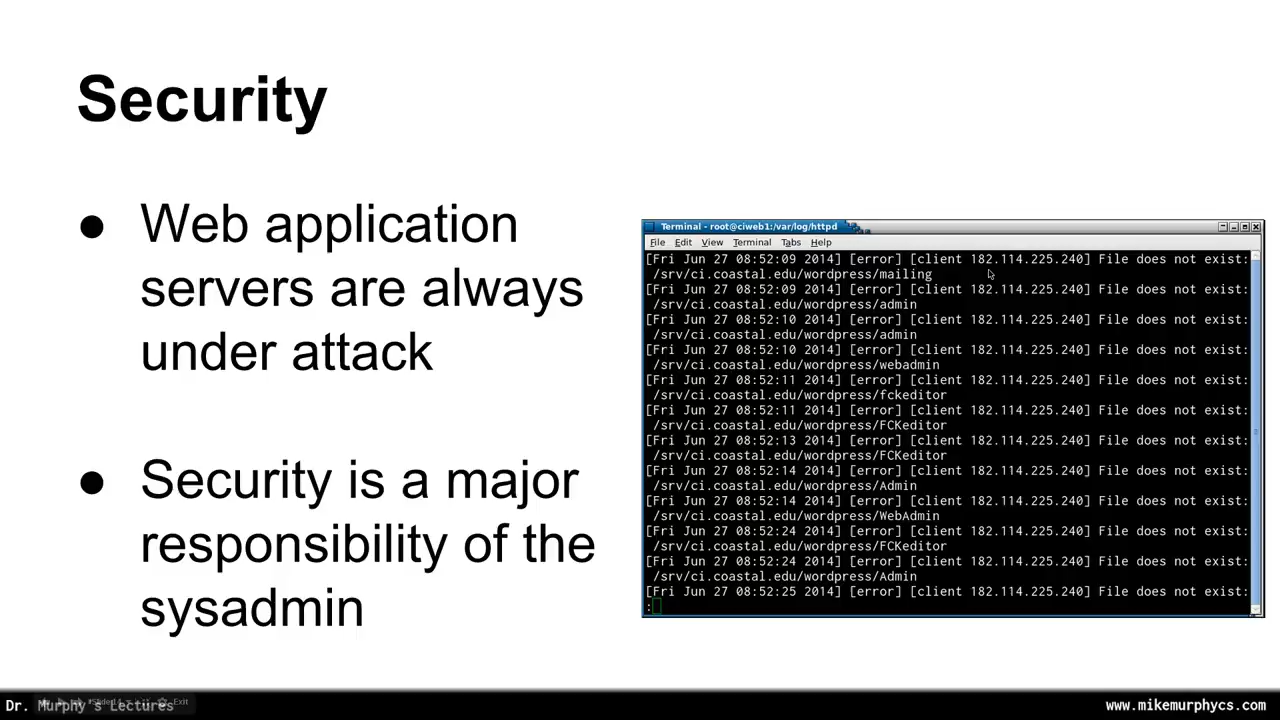 Security
● Web application
servers are always
under attack
● Security is a major
responsibility of the
sysadmin
Terminal - root@ciweb1:/var/log/httpd
File Edit View Terminal Tabs Help
[Fri Jun 27 08:52:09 2014] [error] [client 182.114.225.240] File does not exist:
/srv/ci.coastal.edu/wordpress/mailing
[Fri Jun 27 08:52:09 2014] [error] [client 182.114.225.240] File does not exist:
/srv/ci.coastal.edu/wordpress/admin
[Fri Jun 27 08:52:10 2014] [error] [client 182.114.225.240] File does not exist:
/srv/ci.coastal.edu/wordpress/admin
[Fri Jun 27 08:52:10 2014] [error] [client 182.114.225.240] File does not exist:
/srv/ci.coastal.edu/wordpress/webadmin
[Fri Jun 27 08:52:11 2014] [error] [client 182.114.225.240] File does not exist:
/srv/ci.coastal.edu/wordpress/fckeditor
[Fri Jun 27 08:52:11 2014] [error] [client 182.114.225.240] File does not exist:
/srv/ci.coastal.edu/wordpress/FCKeditor
[Fri Jun 27 08:52:13 2014] [error] [client 182.114.225.240] File does not exist:
/srv/ci.coastal.edu/wordpress/FCKeditor
[Fri Jun 27 08:52:14 2014] [error] [client 182.114.225.240] File does not exist:
/srv/ci.coastal.edu/wordpress/Admin
[Fri Jun 27 08:52:14 2014] [error] [client 182.114.225.240] File does not exist:
/srv/ci.coastal.edu/wordpress/WebAdmin
[Fri Jun 27 08:52:24 2014] [error] [client 182.114.225.240] File does not exist:
/srv/ci.coastal.edu/wordpress/FCKeditor
[Fri Jun 27 08:52:24 2014] [error] [client 182.114.225.240] File does not exist:
/srv/ci.coastal.edu/wordpress/Admin
[Fri Jun 27 08:52:25 2014] [error] [client 182.114.225.240] File does not exist:
:
Exit
Dr. Murphy's Lectures
www.mikemurphycs.com